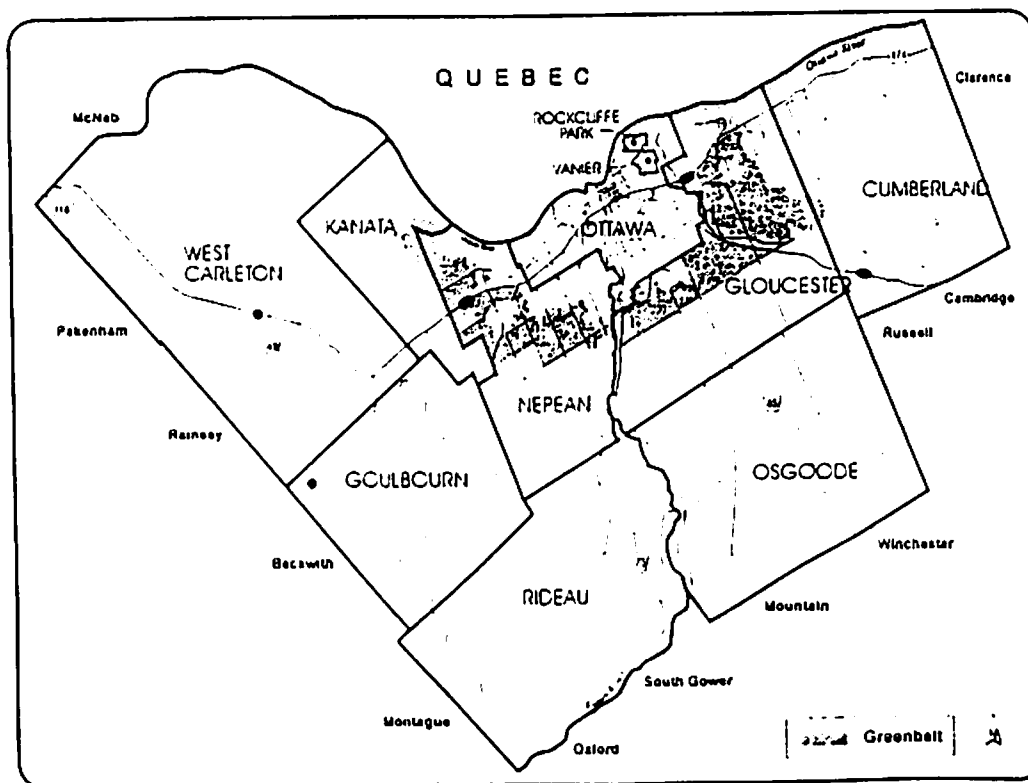 QUEBEC
Clarence
McNab
ROCKCLIFFE
PARK
VANIER
CUMBERLAND
KANATA
OTTAWA
WEST
CARLETON
GLOUCESTER
Cambridge
Pakenham
Russell
NEPEAN
Ramsay
GCULBCURN
OSGOODE
Winchester
Beckwith
RIDEAU
Mountain
South Gower
Montague
Oxford
Greenbelt